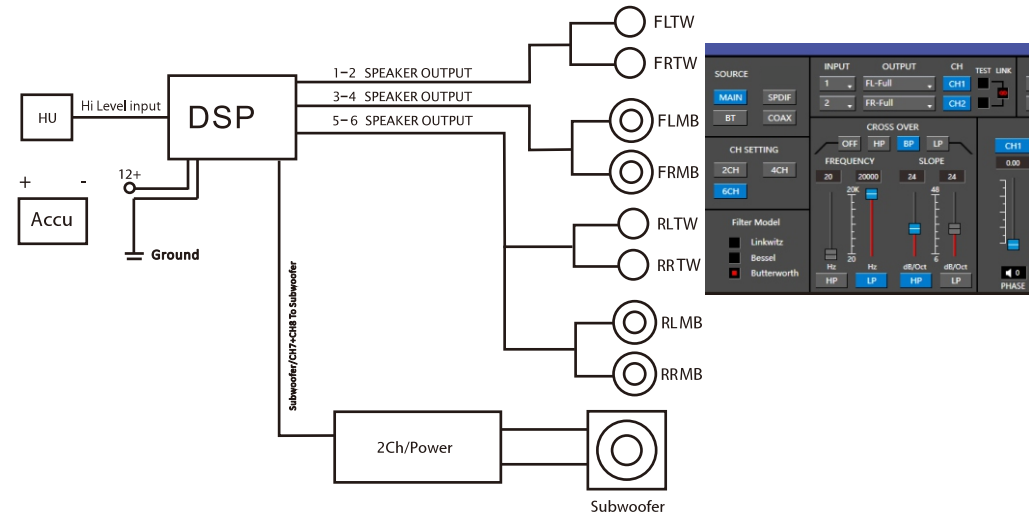 FLTW
FRTW
1-2 SPEAKER OUTPUT
3-4 SPEAKER OUTPUT
5-6 SPEAKER OUTPUT
HU
Hi Level input
DSP
FLMB
FRMB
+ -
Accu
12+
Ground
RLTW
RRTW
RLMB
RRMB
Subwoofer/CH7+CH8 To Subwoofer
2Ch/Power
Subwoofer
SOURCE
MAIN SPDIF
BT COAX
CH SETTING
2CH 4CH
6CH
Filter Model
Linkwitz
Bessel
Butterworth
INPUT OUTPUT CH TEST LINK
1 FL-Full CH1
2 FR-Full CH2
CROSS OVER
OFF HP BP LP
FREQUENCY SLOPE
20 20000 24 24
20K 48
20 6
Hz Hz dB/Oct dB/Oct
HP LP HP LP
CH1
0.00
0
PHASE